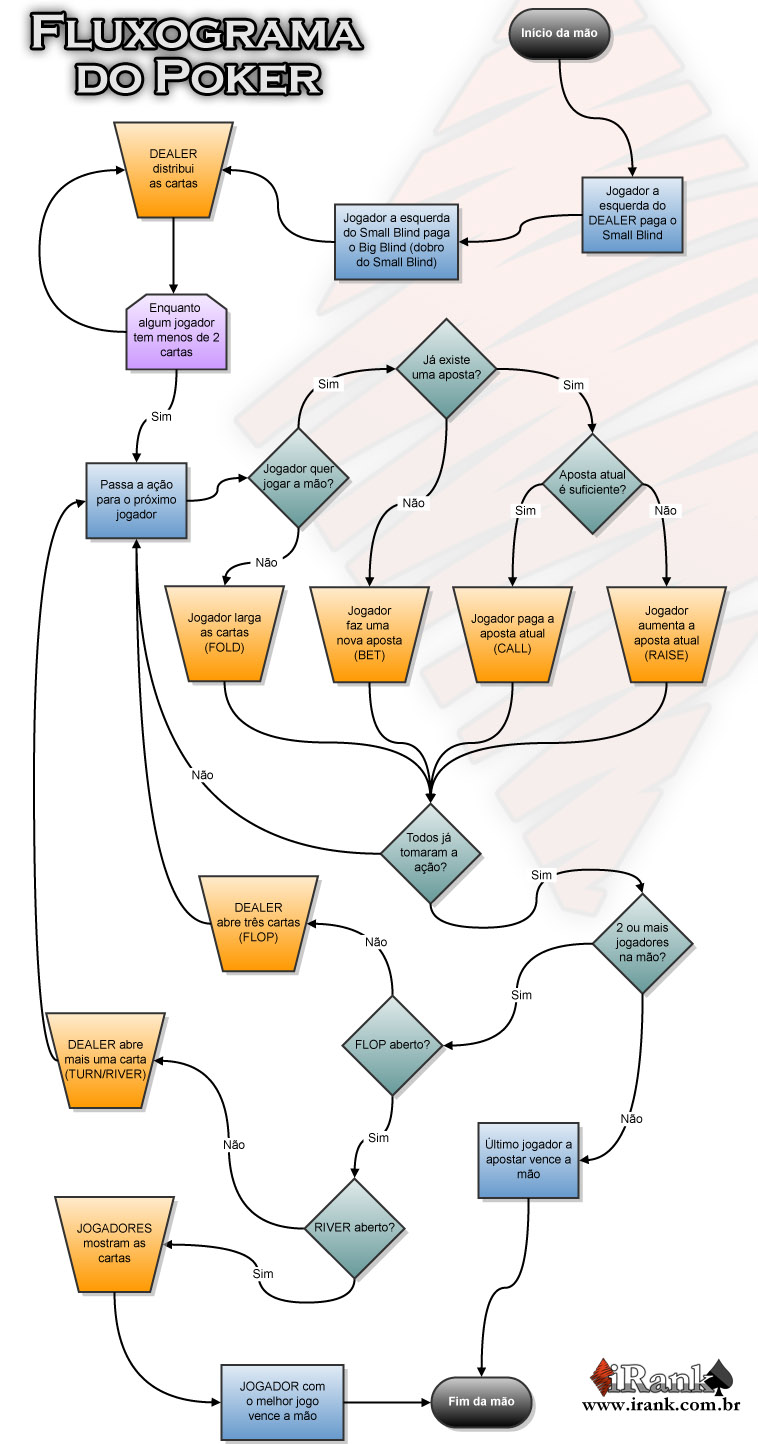 FLUXOGRAMA
DO POKER
Início da mão
Jogador a
esquerda do
DEALER paga o
Small Blind
Jogador a esquerda
do Small Blind paga
o Big Blind (dobro
do Small Blind)
DEALER
distribui
as cartas
Enquanto
algum jogador
tem menos de 2
cartas
Sim
Passa a ação
para o próximo
jogador
Jogador quer
jogar a mão?
Sim
Já existe
uma aposta?
Sim
Aposta atual
é suficiente?
Não
Não
Sim
Não
Jogador larga
as cartas
(FOLD)
Jogador
faz uma
nova aposta
(BET)
Jogador paga a
aposta atual
(CALL)
Jogador
aumenta a
aposta atual
(RAISE)
Não
Todos já
tomaram a
ação?
Sim
2 ou mais
jogadores
na mão?
DEALER
abre três cartas
(FLOP)
Não
Sim
FLOP aberto?
DEALER abre
mais uma carta
(TURN/RIVER)
Não
Sim
Não
Último jogador a
apostar vence a
mão
RIVER aberto?
JOGADORES
mostram as
cartas
Sim
JOGADOR com
o melhor jogo
vence a mão
Fim da mão
iRank
www.irank.com.br